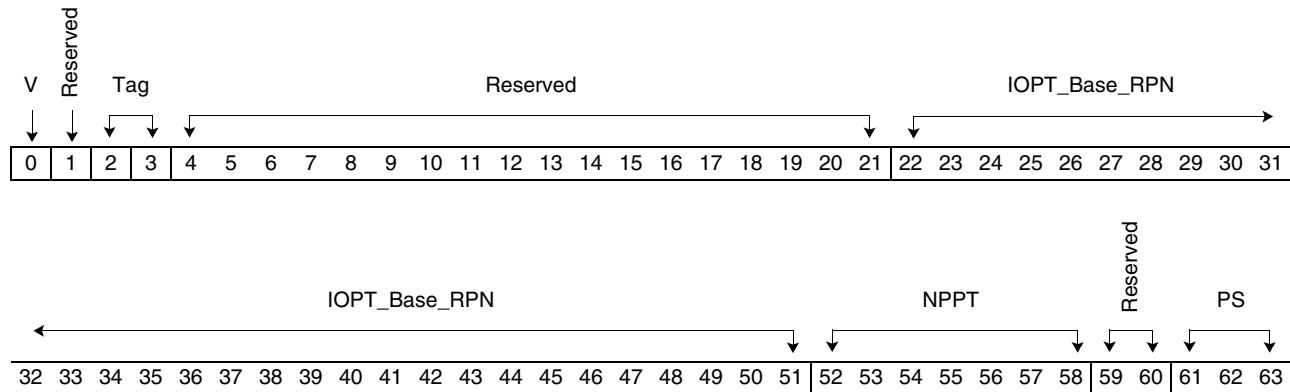 V Reserved Tag Reserved IOPT_Base_RPN
0 1 2 3 4 5 6 7 8 9 10 11 12 13 14 15 16 17 18 19 20 21 22 23 24 25 26 27 28 29 30 31
IOPT_Base_RPN NPPT Reserved PS
32 33 34 35 36 37 38 39 40 41 42 43 44 45 46 47 48 49 50 51 52 53 54 55 56 57 58 59 60 61 62 63